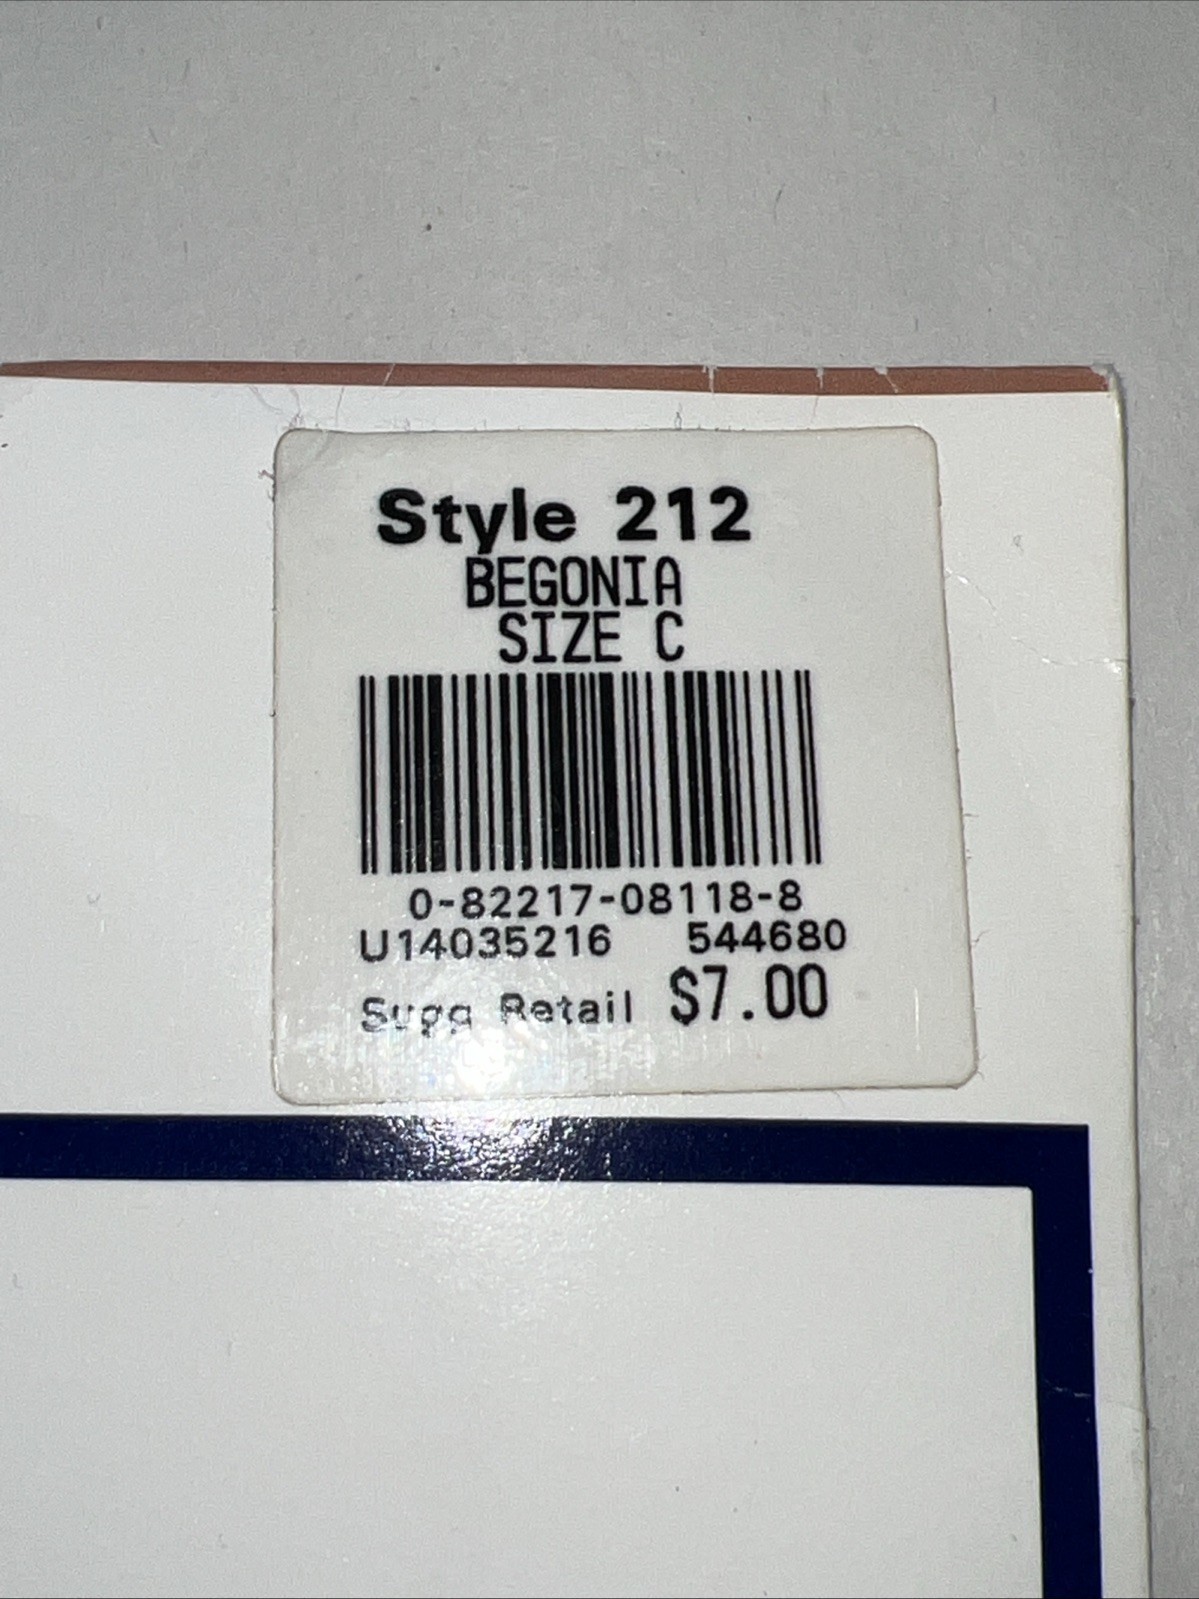 Style 212
BEGONIA
SIZE C
0-82217-08118-8
U14035216 544680
Sugg Retail $7.00